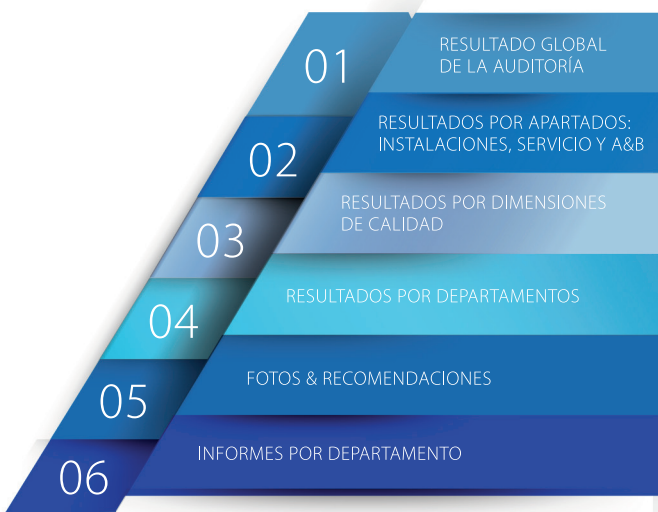 01
RESULTADO GLOBAL
DE LA AUDITORÍA
02
RESULTADOS POR APARTADOS:
INSTALACIONES, SERVICIO Y A&B
03
RESULTADOS POR DIMENSIONES
DE CALIDAD
04
RESULTADOS POR DEPARTAMENTOS
05
FOTOS & RECOMENDACIONES
06
INFORMES POR DEPARTAMENTO